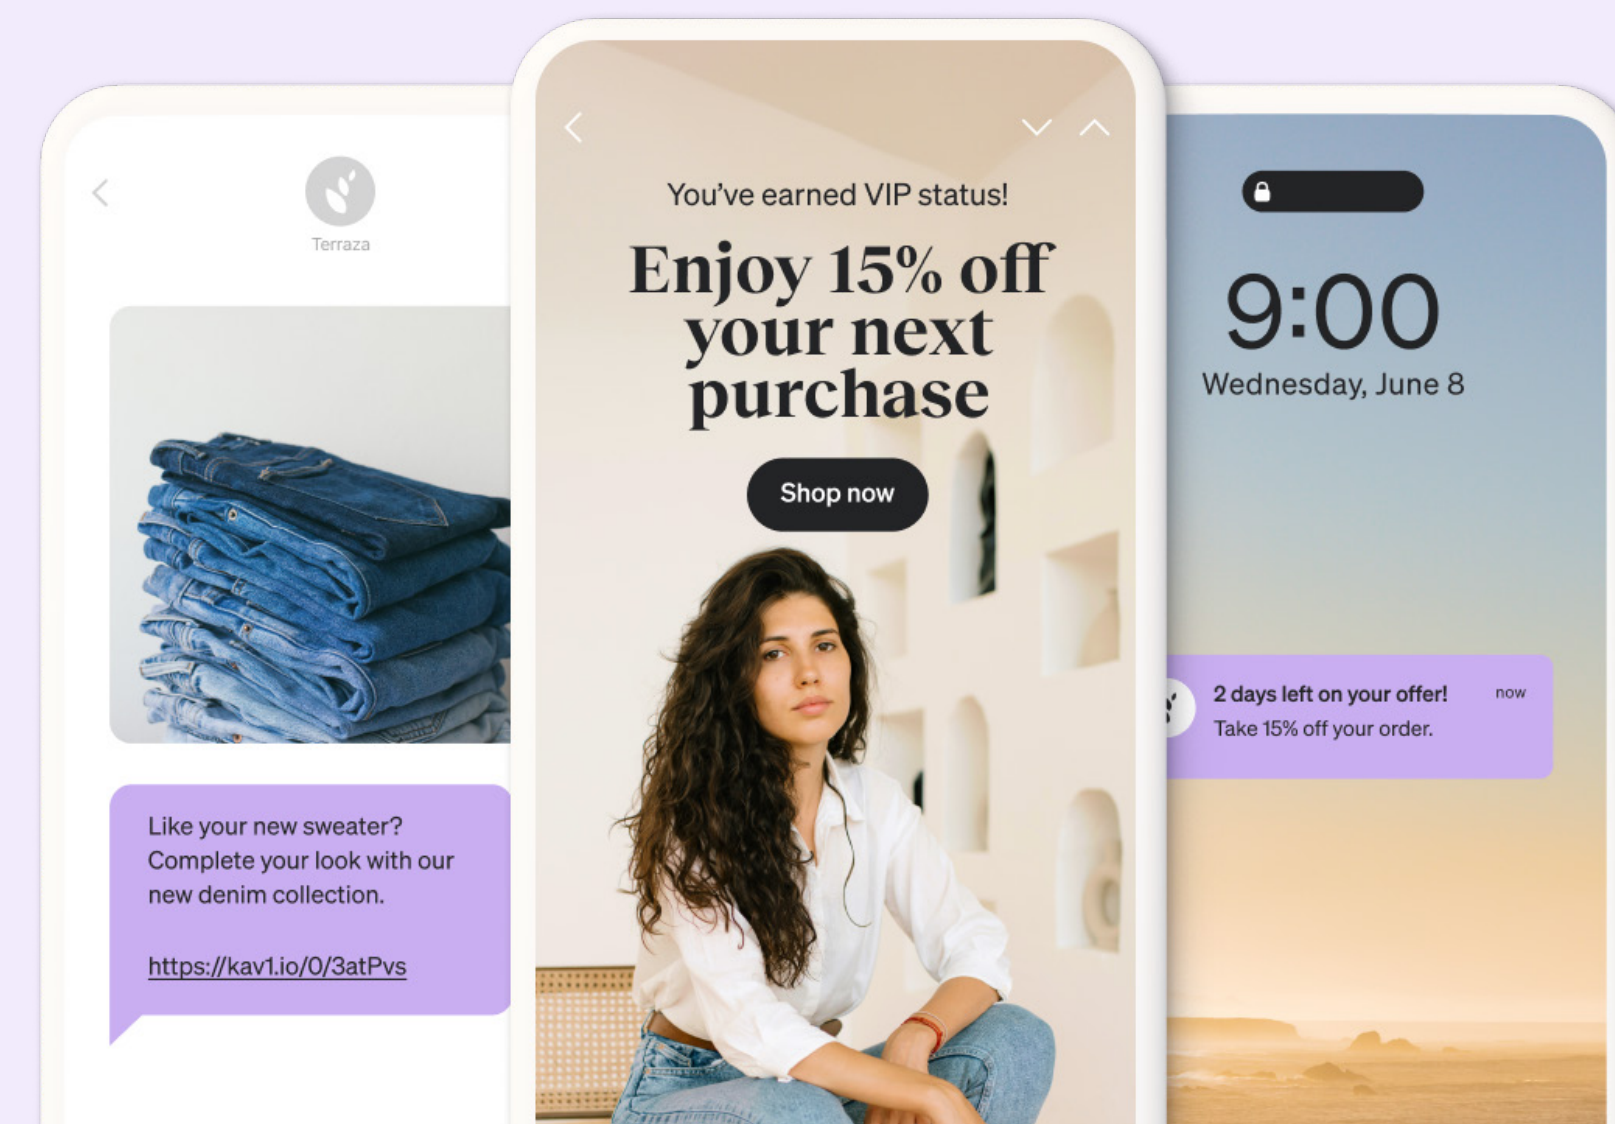 Terraza
Like your new sweater?
Complete your look with our
new denim collection.
https://kav1.io/0/3atPvs
You’ve earned VIP status!
Enjoy 15% off
your next
purchase
Shop now
9:00
Wednesday, June 8
2 days left on your offer!
now
Take 15% off your order.